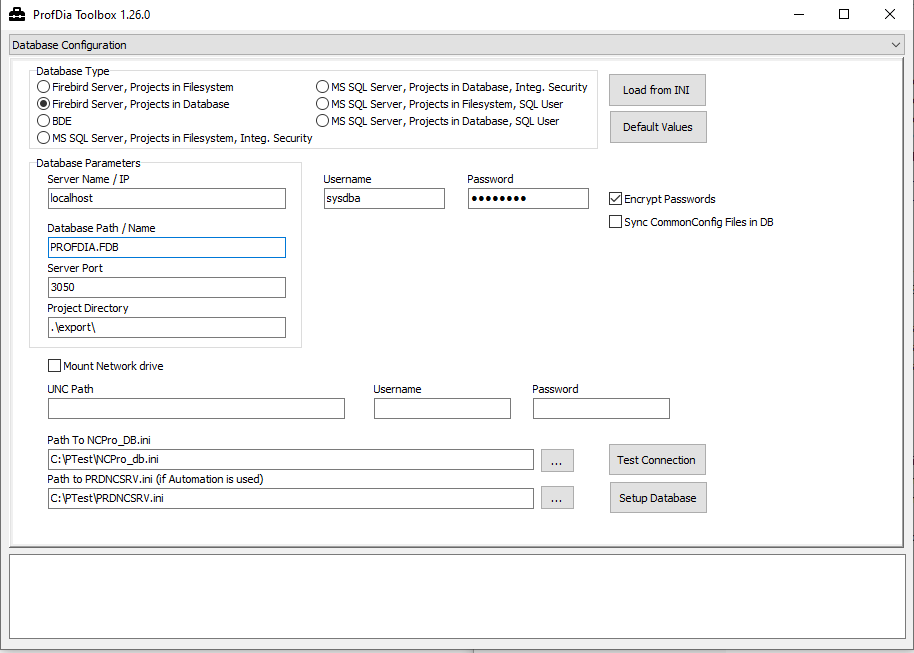 ProfDia Toolbox 1.26.0
Database Configuration
Database Type
Firebird Server, Projects in Filesystem
Firebird Server, Projects in Database
BDE
MS SQL Server, Projects in Filesystem, Integ. Security
MS SQL Server, Projects in Database, Integ. Security
MS SQL Server, Projects in Filesystem, SQL User
MS SQL Server, Projects in Database, SQL User
Load from INI
Default Values
Database Parameters
Server Name / IP
localhost
Username
sysdba
Password
●●●●●●●●
Encrypt Passwords
Sync CommonConfig Files in DB
Database Path / Name
PROFDIA.FDB
Server Port
3050
Project Directory
.\export\
Mount Network drive
UNC Path
Username
Password
Path To NCPro_DB.ini
C:\PTest\NCPro_db.ini
...
Test Connection
Path to PRDNCSRV.ini (if Automation is used)
C:\PTest\PRDNCSRV.ini
...
Setup Database